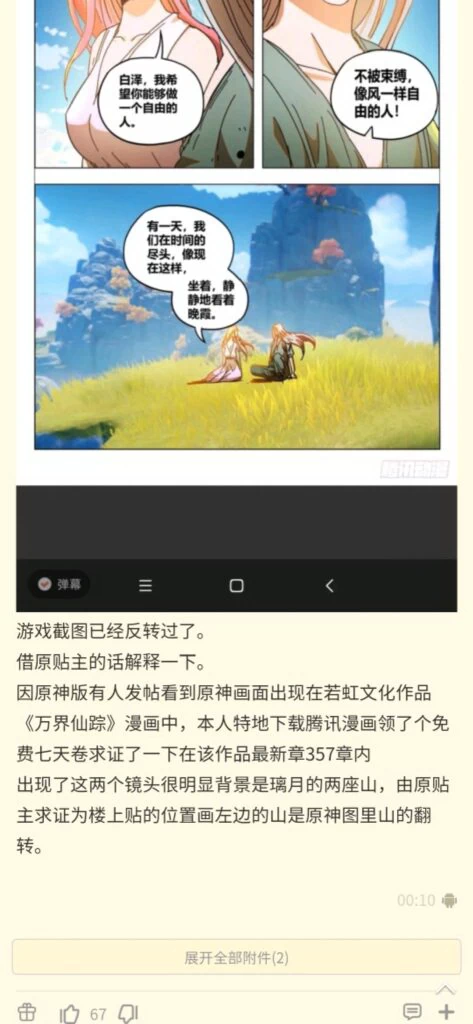 白泽，我希
望你能够做
一个自由的
人。
不被束缚，
像风一样自
由的人！
有一天，我
们在时间的
尽头，像现
在这样，
坐着，静
静地看着
晚霞。
腾讯动漫
弹幕
游戏截图已经反转过了。
借原贴主的话解释一下。
因原神版有人发帖看到原神画面出现在若虹文化作品
《万界仙踪》漫画中，本人特地下载腾讯漫画领了个免
费七天卷求证了一下在该作品最新章357章内
出现了这两个镜头很明显背景是璃月的两座山，由原贴
主求证为楼上贴的位置画左边的山是原神图里山的翻
转。
00:10
展开全部附件(2)
67